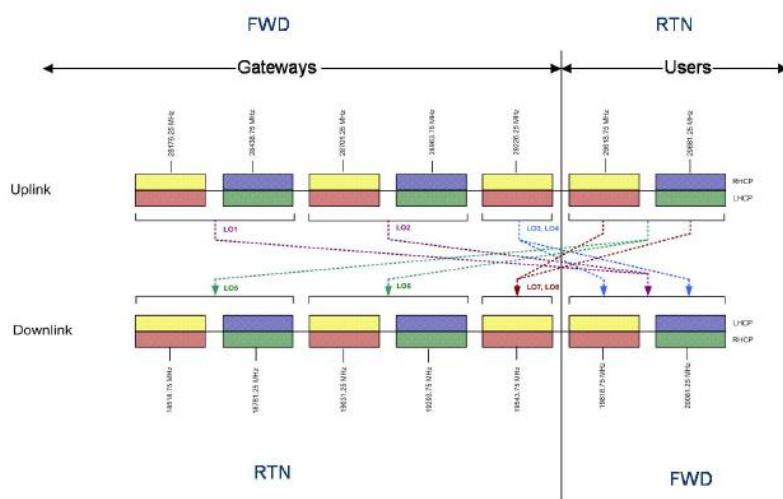 FWD
RTN
Gateways
Users
28176.25 MHz
28438.75 MHz
28701.25 MHz
28963.75 MHz
29226.25 MHz
29618.75 MHz
29881.25 MHz
Uplink
RHCP
LHCP
LO1
LO2
LO3, LO4
LO5
LO6
LO7, LO8
Downlink
LHCP
RHCP
18518.75 MHz
18781.25 MHz
19031.25 MHz
19293.75 MHz
19543.75 MHz
19818.75 MHz
20081.25 MHz
RTN
FWD